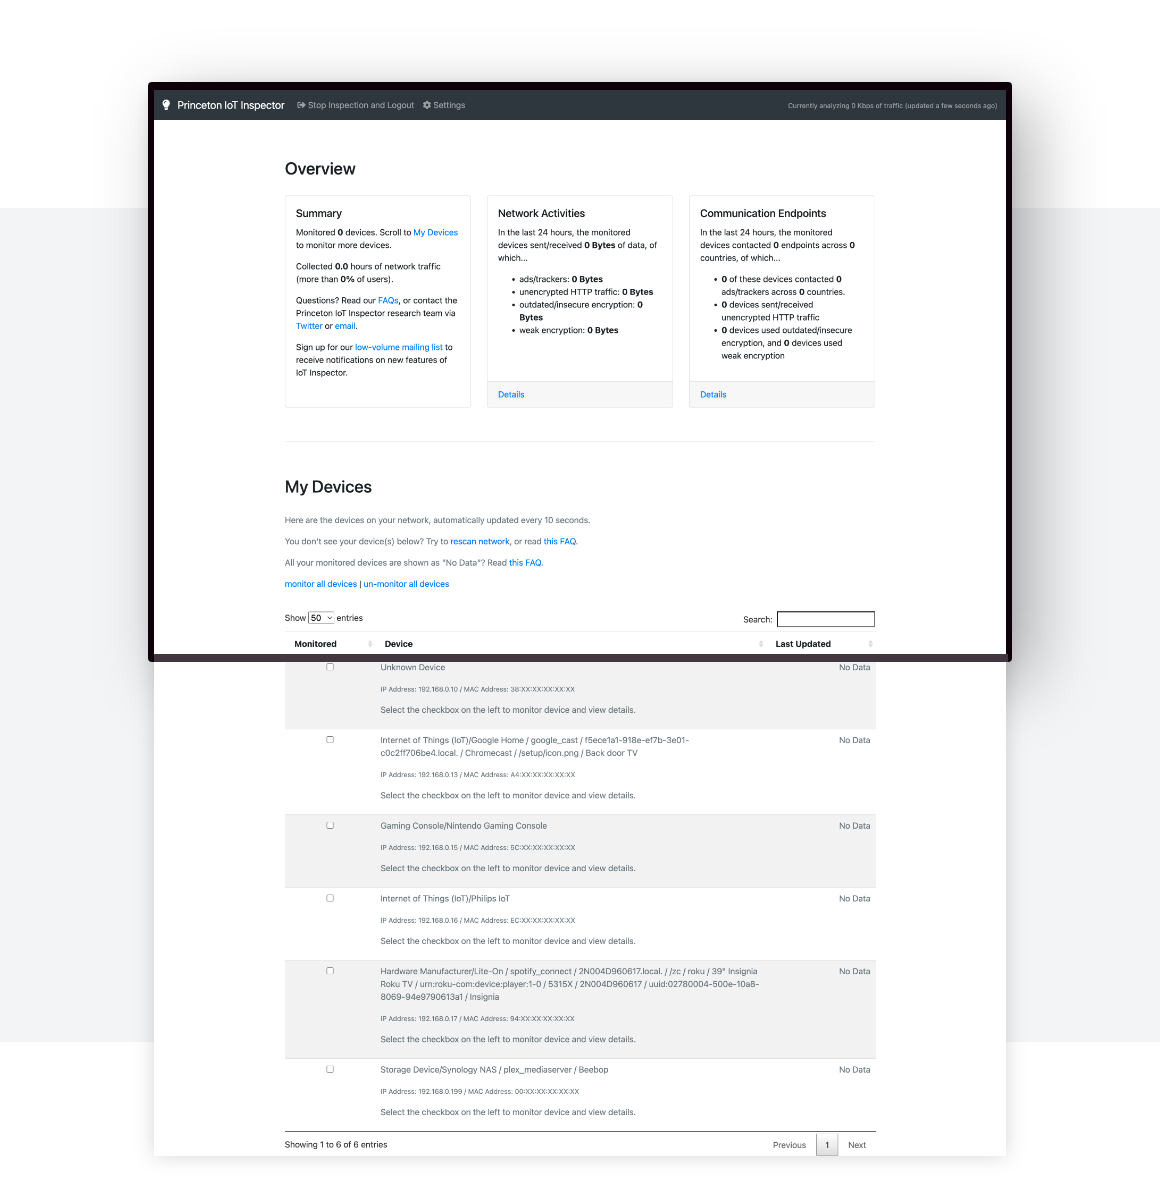 Princeton IoT Inspector Stop Inspection and Logout Settings Currently analyzing 0 Kbps of traffic (updated a few seconds ago)
Overview
Summary
Monitored 0 devices. Scroll to My Devices
to monitor more devices.
Collected 0.0 hours of network traffic
(more than 0% of users).
Questions? Read our FAQs, or contact the
Princeton IoT Inspector research team via
Twitter or email.
Sign up for our low-volume mailing list to
receive notifications on new features of
IoT Inspector.
Network Activities
In the last 24 hours, the monitored
devices sent/received 0 Bytes of data, of
which...
• ads/trackers: 0 Bytes
• unencrypted HTTP traffic: 0 Bytes
• outdated/insecure encryption: 0
Bytes
• weak encryption: 0 Bytes
Details
Communication Endpoints
In the last 24 hours, the monitored
devices contacted 0 endpoints across 0
countries, of which...
• 0 of these devices contacted 0
ads/trackers across 0 countries.
• 0 devices sent/received
unencrypted HTTP traffic
• 0 devices used outdated/insecure
encryption, and 0 devices used
weak encryption
Details
My Devices
Here are the devices on your network, automatically updated every 10 seconds.
You don't see your device(s) below? Try to rescan network, or read this FAQ.
All your monitored devices are shown as "No Data"? Read this FAQ.
monitor all devices | un-monitor all devices
Show 50 entries Search:
Monitored Device Last Updated
Unknown Device No Data
IP Address: 192.168.0.10 / MAC Address: 38:XX:XX:XX:XX:XX
Select the checkbox on the left to monitor device and view details.
Internet of Things (IoT)/Google Home / google_cast / f5ece1a1-918e-ef7b-3e01- No Data
c0c2ff706be4.local. / Chromecast / /setup/icon.png / Back door TV
IP Address: 192.168.0.13 / MAC Address: A4:XX:XX:XX:XX:XX
Select the checkbox on the left to monitor device and view details.
Gaming Console/Nintendo Gaming Console No Data
IP Address: 192.168.0.15 / MAC Address: 5C:XX:XX:XX:XX:XX
Select the checkbox on the left to monitor device and view details.
Internet of Things (IoT)/Philips IoT No Data
IP Address: 192.168.0.16 / MAC Address: EC:XX:XX:XX:XX:XX
Select the checkbox on the left to monitor device and view details.
Hardware Manufacturer/Lite-On / spotify_connect / 2N004D960617.local. / /zc / roku / 39" Insignia No Data
Roku TV / urn:roku-com:device:player:1-0 / 5315X / 2N004D960617 / uuid:02780004-500e-10a8-
8069-94e9790613a1 / Insignia
IP Address: 192.168.0.17 / MAC Address: 94:XX:XX:XX:XX:XX
Select the checkbox on the left to monitor device and view details.
Storage Device/Synology NAS / plex_mediaserver / Beebop No Data
IP Address: 192.168.0.199 / MAC Address: 00:XX:XX:XX:XX:XX
Select the checkbox on the left to monitor device and view details.
Showing 1 to 6 of 6 entries Previous 1 Next